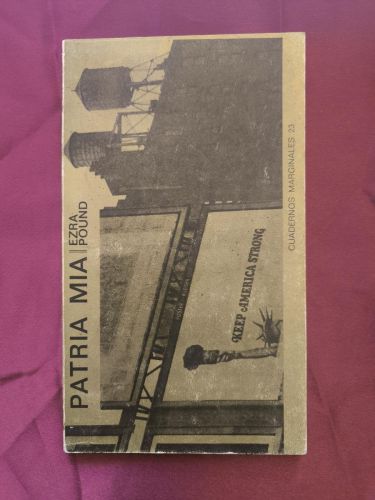 PATRIA MIA
EZRA
POUND
KEEP AMERICA STRONG
CUADERNOS MARGINALES 23